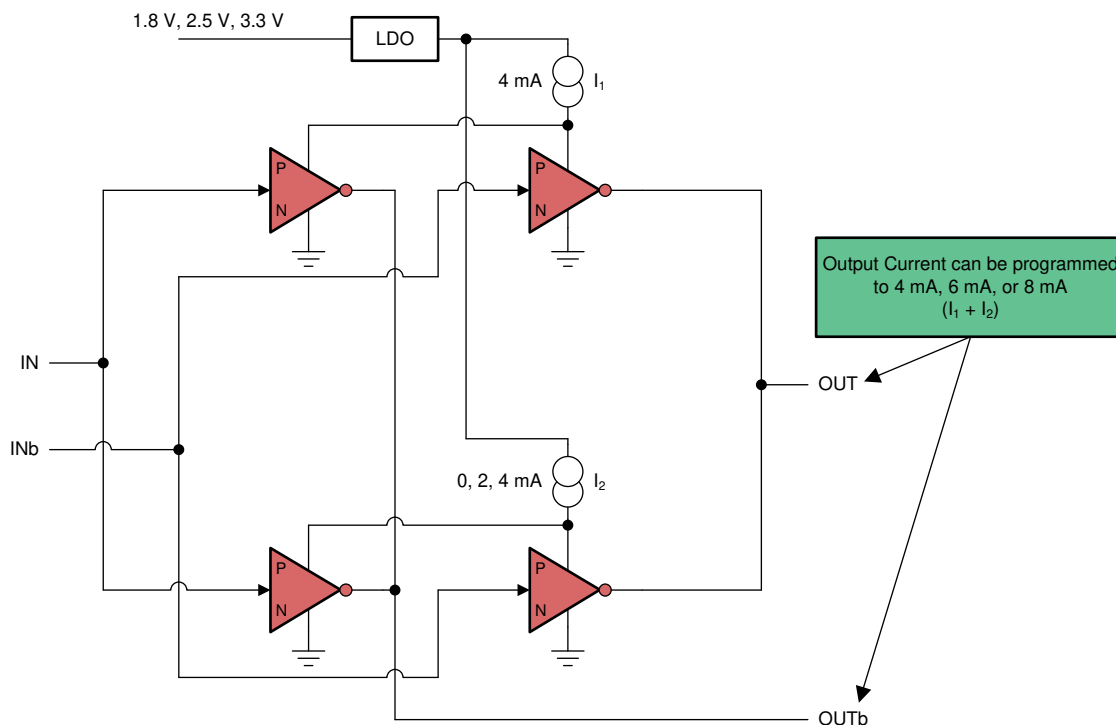 1.8 V, 2.5 V, 3.3 V
LDO
4 mA
I₁
P
N
P
N
Output Current can be programmed
to 4 mA, 6 mA, or 8 mA
(I₁ + I₂)
IN
OUT
INb
0, 2, 4 mA
I₂
P
N
P
N
OUTb